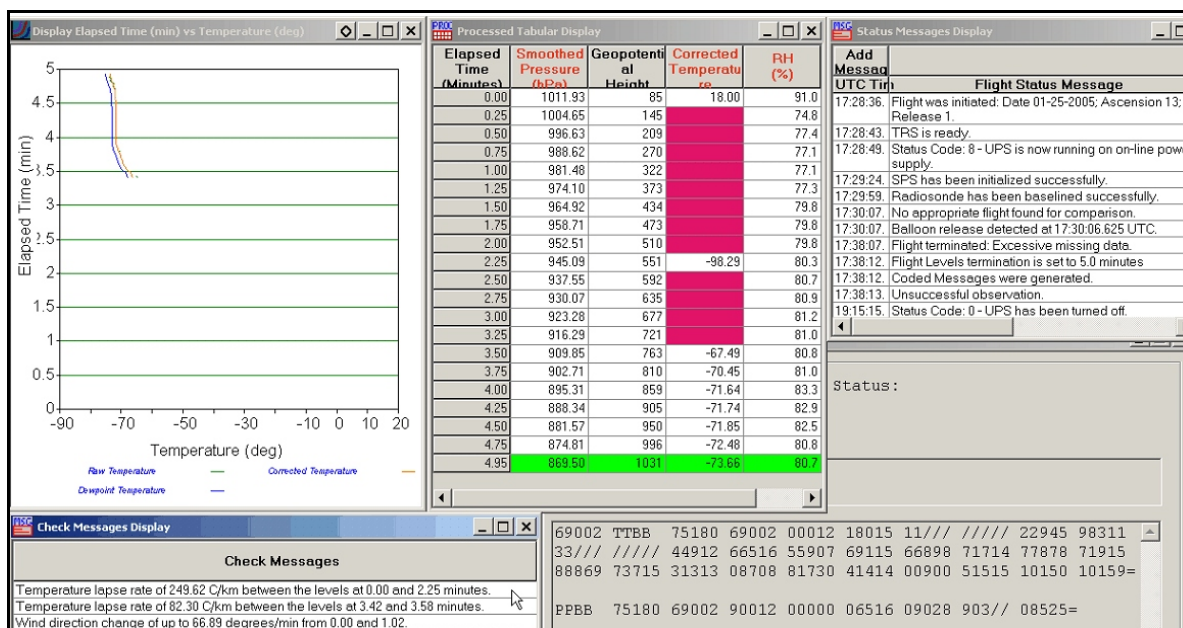 Display Elapsed Time (min) vs Temperature (deg)
5
4.5
4
3.5
3
2.5
2
1.5
1
0.5
0
Elapsed Time (min)
-90 -70 -50 -30 -10 0 10 20
Temperature (deg)
Raw Temperature
Corrected Temperature
Dewpoint Temperature
PROC Processed Tabular Display
Elapsed Time (Minutes) Smoothed Pressure (hPa) Geopotential Height Corrected Temperature RH (%)
0.00 1011.93 85 18.00 91.0
0.25 1004.65 145 74.8
0.50 996.63 209 77.4
0.75 988.62 270 77.1
1.00 981.48 322 77.1
1.25 974.10 373 77.3
1.50 964.92 434 79.8
1.75 958.71 473 79.8
2.00 952.51 510 79.8
2.25 945.09 551 -98.29 80.3
2.50 937.55 592 80.7
2.75 930.07 635 80.9
3.00 923.28 677 81.2
3.25 916.29 721 81.0
3.50 909.85 763 -67.49 80.8
3.75 902.71 810 -70.45 81.0
4.00 895.31 859 -71.64 83.3
4.25 888.34 905 -71.74 82.9
4.50 881.57 950 -71.85 82.5
4.75 874.81 996 -72.48 80.8
4.95 869.50 1031 -73.66 80.7
MSG Status Messages Display
Add Messag
UTC Tim Flight Status Message
17:28:36. Flight was initiated: Date 01-25-2005; Ascension 13;
Release 1.
17:28:43. TRS is ready.
17:28:49. Status Code: 8 - UPS is now running on on-line powe
supply.
17:29:24. SPS has been initialized successfully.
17:29:59. Radiosonde has been baselined successfully.
17:30:07. No appropriate flight found for comparison.
17:30:07. Balloon release detected at 17:30:06.625 UTC.
17:38:07. Flight terminated: Excessive missing data.
17:38:12. Flight Levels termination is set to 5.0 minutes
17:38:12. Coded Messages were generated.
17:38:13. Unsuccessful observation.
19:15:15. Status Code: 0 - UPS has been turned off.
Status:
MSG Check Messages Display
Check Messages
Temperature lapse rate of 249.62 C/km between the levels at 0.00 and 2.25 minutes.
Temperature lapse rate of 82.30 C/km between the levels at 3.42 and 3.58 minutes.
Wind direction change of up to 66.89 degrees/min from 0.00 and 1.02.
69002 TTBB 75180 69002 00012 18015 11/// ///// 22945 98311
33/// ///// 44912 66516 55907 69115 66898 71714 77878 71915
88869 73715 31313 08708 81730 41414 00900 51515 10150 10159=
PPBB 75180 69002 90012 00000 06516 09028 903// 08525=